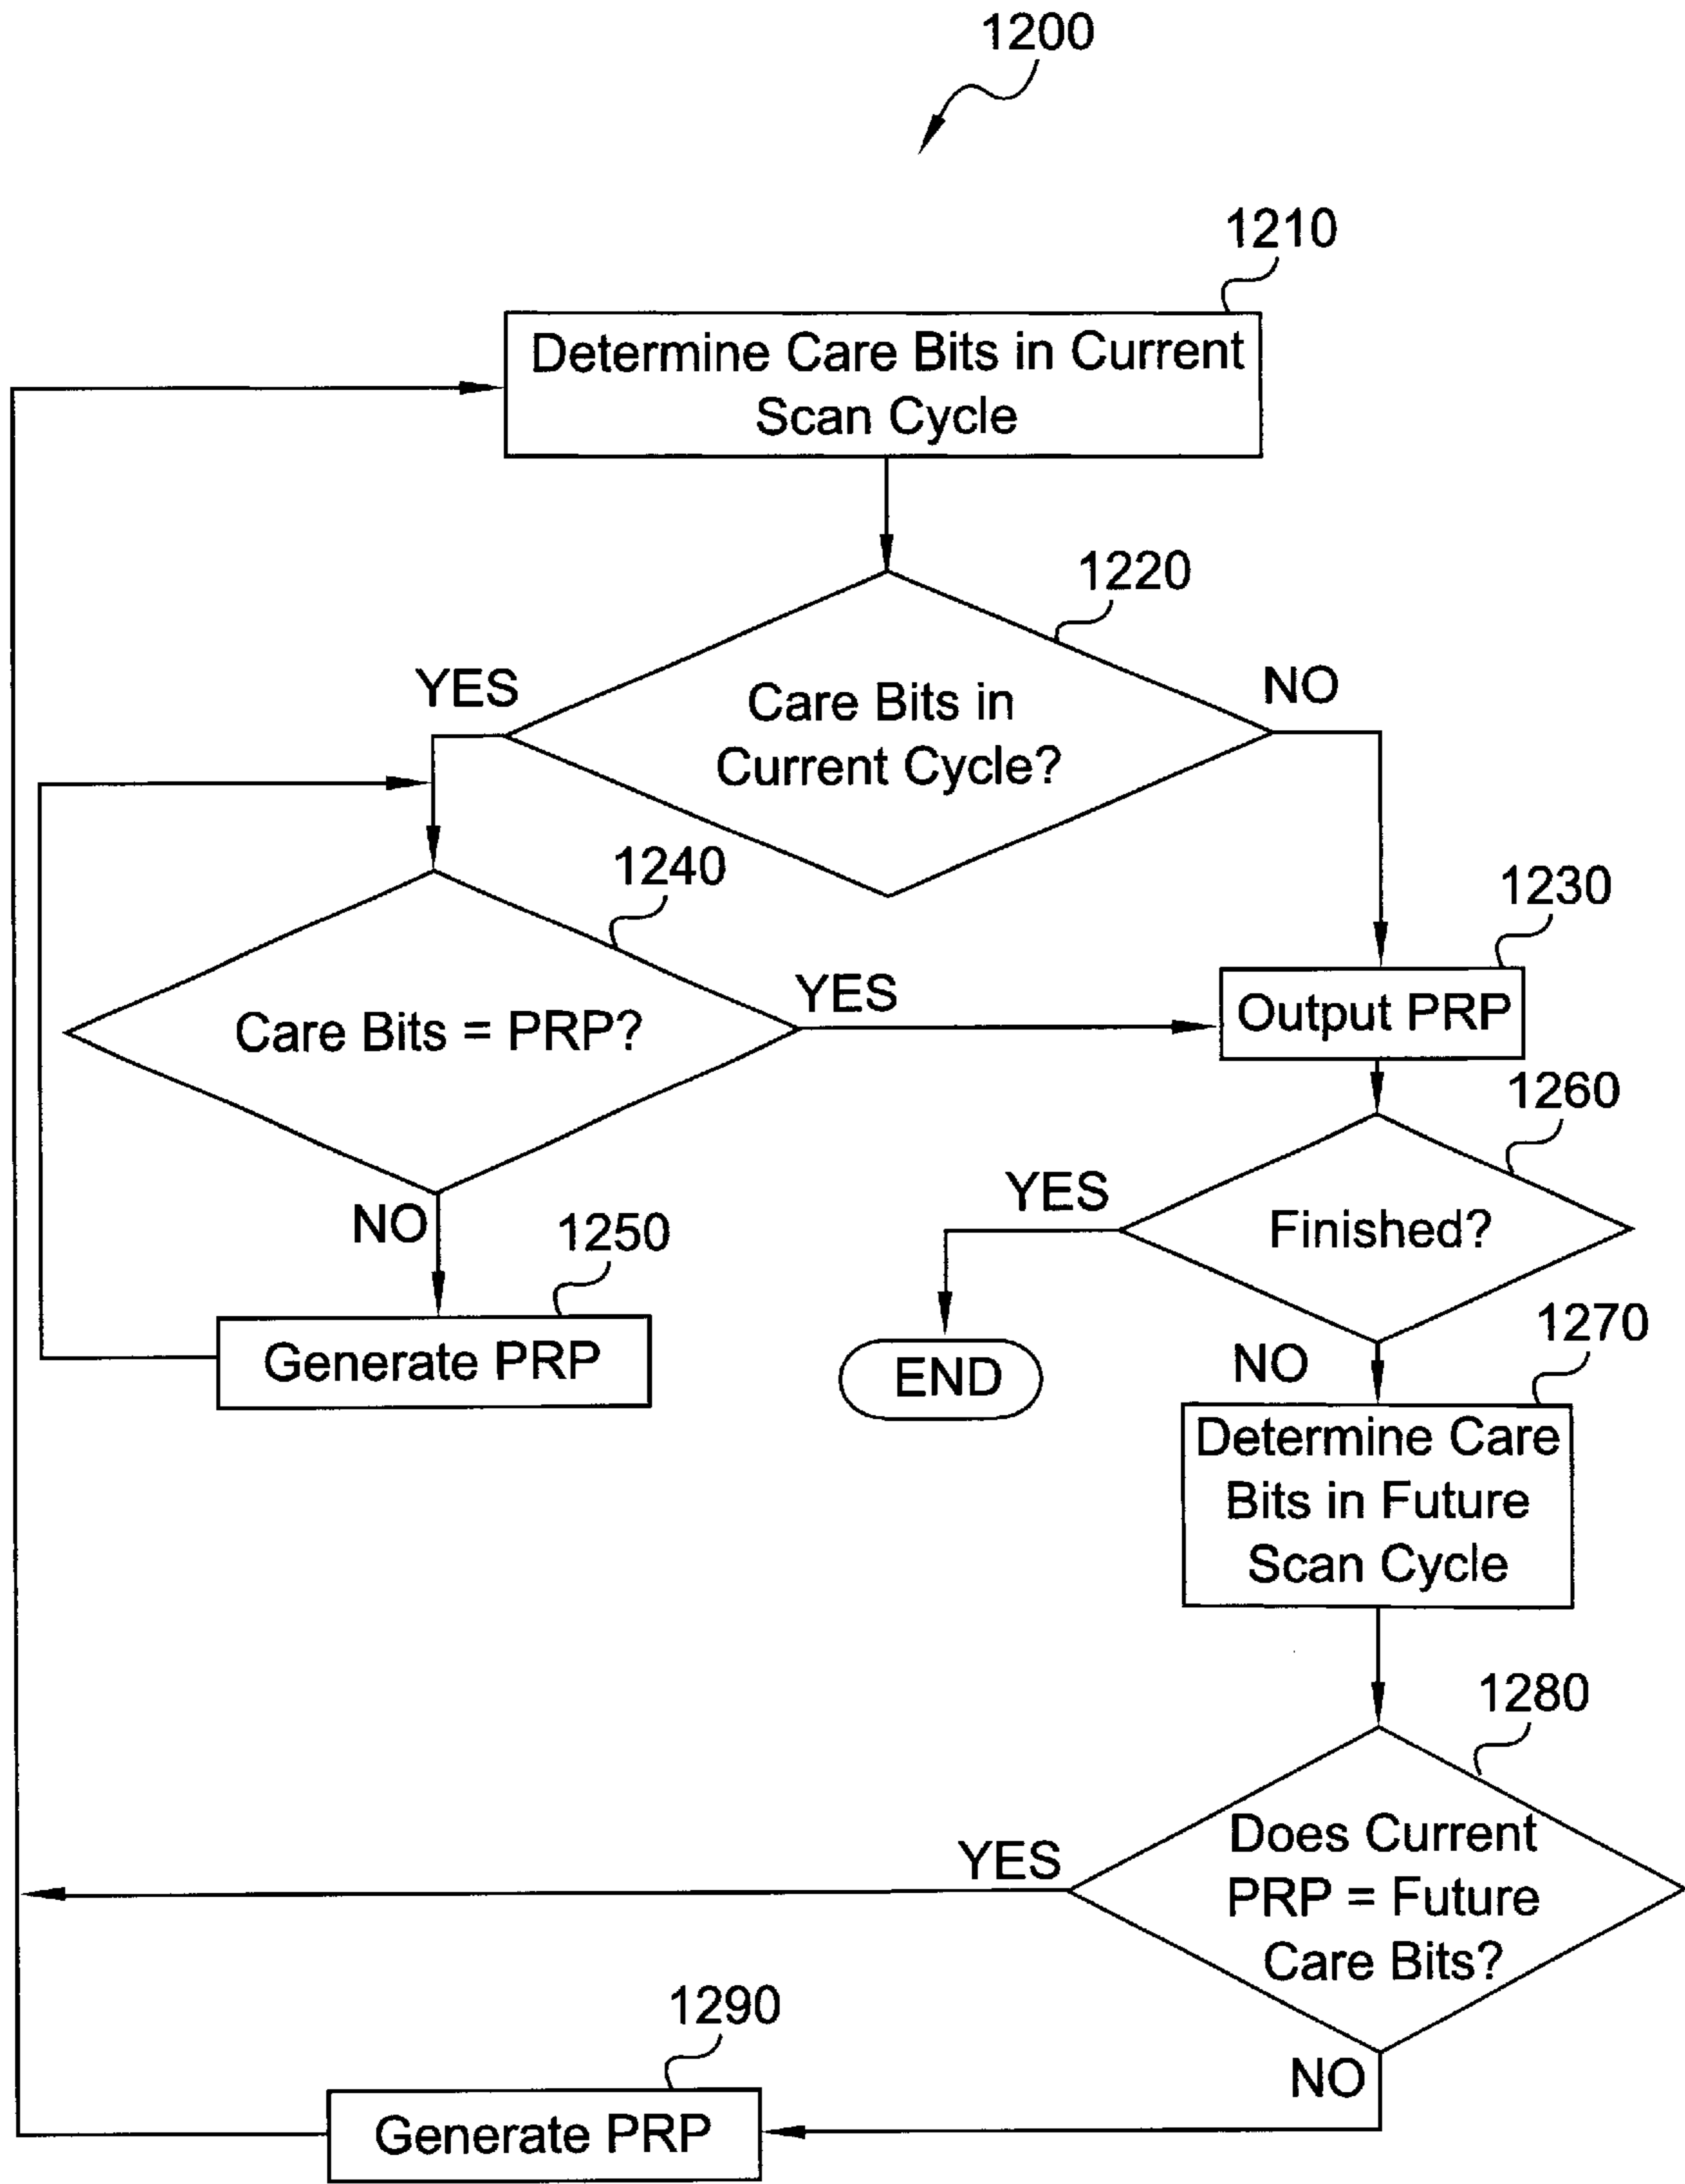 1200
1210
Determine Care Bits in Current
Scan Cycle
1220
YES
NO
Care Bits in
Current Cycle?
1240
1230
Care Bits = PRP?
YES
Output PRP
1260
NO
1250
YES
Finished?
Generate PRP
END
NO
1270
Determine Care
Bits in Future
Scan Cycle
1280
YES
Does Current
PRP = Future
Care Bits?
1290
NO
Generate PRP